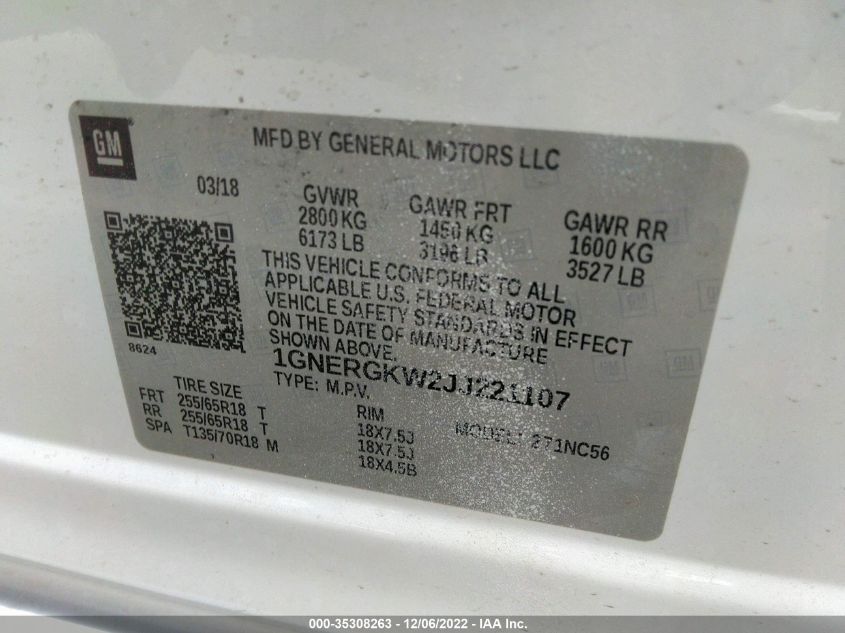 GM
MFD BY GENERAL MOTORS LLC
03/18
GVWR
2800 KG
6173 LB
GAWR FRT
1450 KG
3196 LB
GAWR RR
1600 KG
3527 LB
THIS VEHICLE CONFORMS TO ALL
APPLICABLE U.S. FEDERAL MOTOR
VEHICLE SAFETY STANDARDS IN EFFECT
ON THE DATE OF MANUFACTURE
SHOWN ABOVE.
8624
1GNERGKW2JJ221107
TYPE: M.P.V.
TIRE SIZE
RIM
FRT 255/65R18 T 18X7.5J
RR 255/65R18 T 18X7.5J
SPA T135/70R18 M 18X4.5B
MODEL: 271NC56
000-35308263 - 12/06/2022 - IAA Inc.